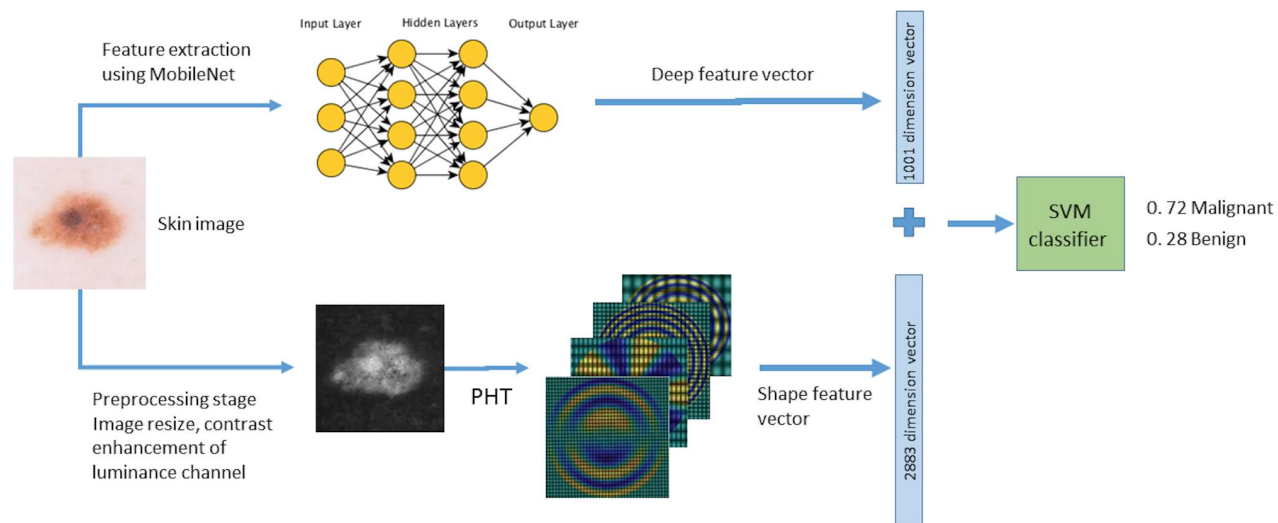 Input Layer
Hidden Layers
Output Layer
Feature extraction
using MobileNet
Deep feature vector
1001 dimension vector
Skin image
SVM
classifier
0. 72 Malignant
0. 28 Benign
Preprocessing stage
Image resize, contrast
enhancement of
luminance channel
PHT
Shape feature
vector
2883 dimension vector